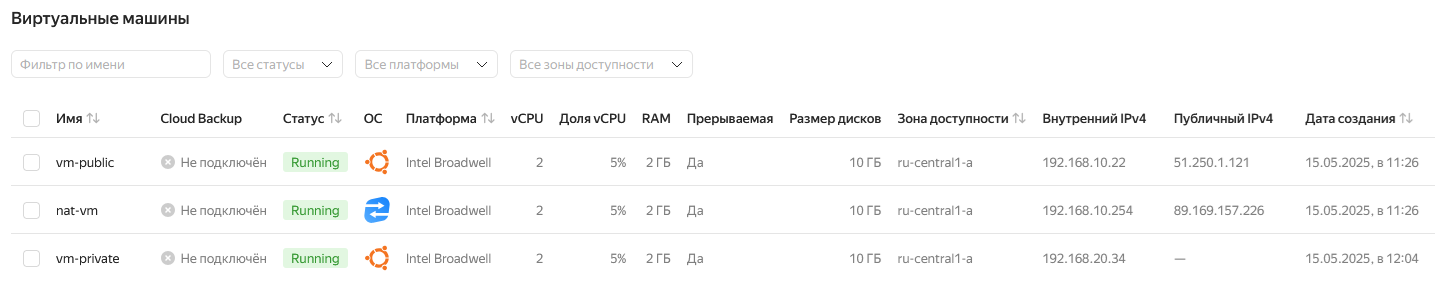 Виртуальные машины
Фильтр по имени Все статусы Все платформы Все зоны доступности
Имя Cloud Backup Статус ОС Платформа vCPU Доля vCPU RAM Прерываемая Размер дисков Зона доступности Внутренний IPv4 Публичный IPv4 Дата создания
vm-public Не подключён Running Intel Broadwell 2 5% 2 ГБ Да 10 ГБ ru-central1-a 192.168.10.22 51.250.1.121 15.05.2025, в 11:26
nat-vm Не подключён Running Intel Broadwell 2 5% 2 ГБ Да 10 ГБ ru-central1-a 192.168.10.254 89.169.157.226 15.05.2025, в 11:26
vm-private Не подключён Running Intel Broadwell 2 5% 2 ГБ Да 10 ГБ ru-central1-a 192.168.20.34 — 15.05.2025, в 12:04